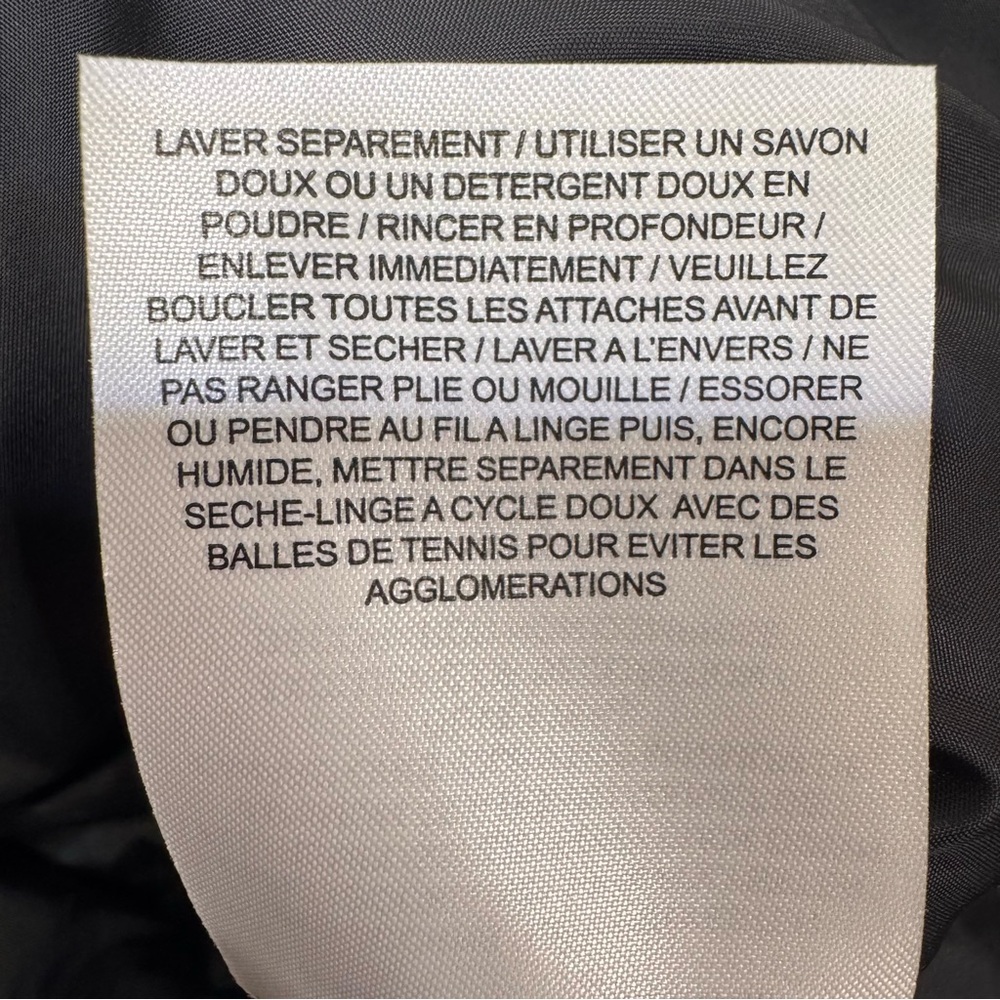 LAVER SEPAREMENT / UTILISER UN SAVON
DOUX OU UN DETERGENT DOUX EN
POUDRE / RINCER EN PROFONDEUR /
ENLEVER IMMEDIATEMENT / VEUILLEZ
BOUCLER TOUTES LES ATTACHES AVANT DE
LAVER ET SECHER / LAVER A L'ENVERS / NE
PAS RANGER PLIE OU MOUILLE / ESSORER
OU PENDRE AU FIL A LINGE PUIS, ENCORE
HUMIDE, METTRE SEPAREMENT DANS LE
SECHE-LINGE A CYCLE DOUX AVEC DES
BALLES DE TENNIS POUR EVITER LES
AGGLOMERATIONS